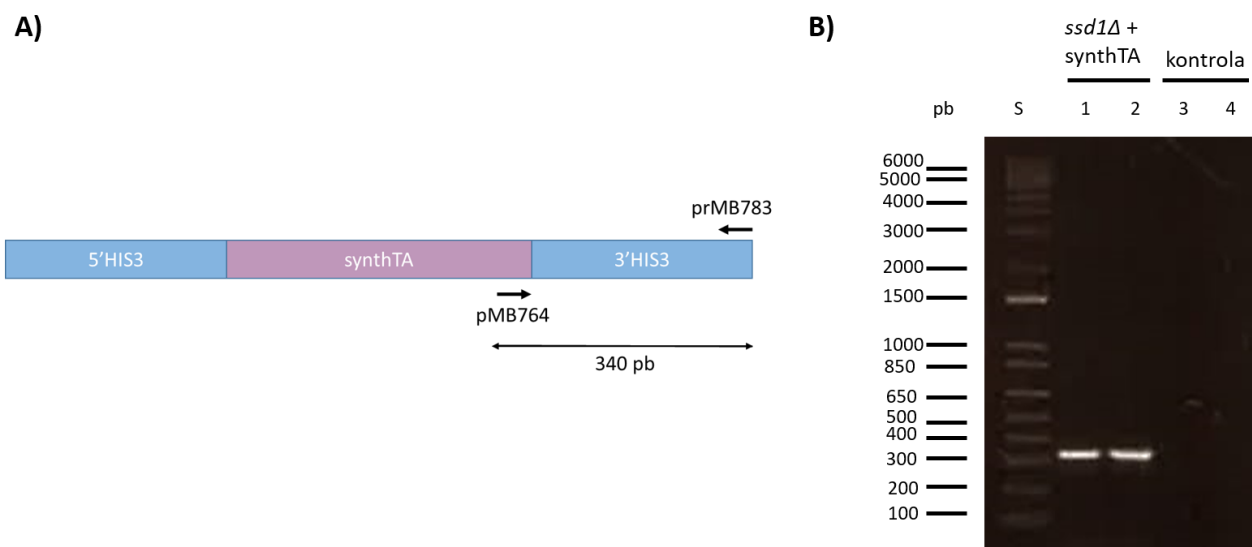 A)
prMB783
5'HIS3 synthTA 3'HIS3
pMB764
340 pb
B)
ssd1Δ +
synthTA
kontrola
pb S 1 2 3 4
6000
5000
4000
3000
2000
1500
1000
850
650
500
400
300
200
100